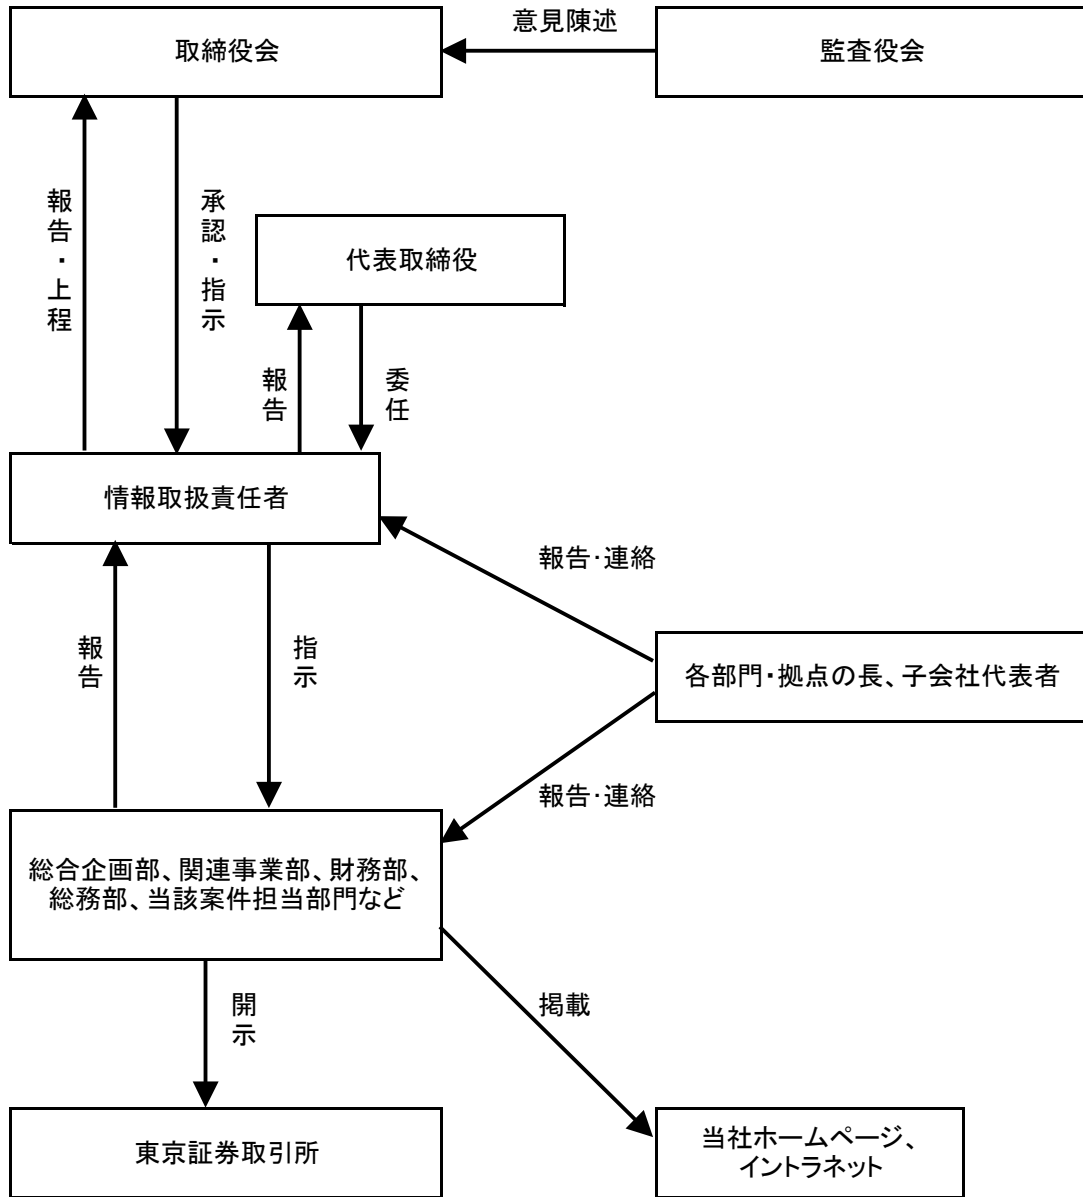 意見陳述
取締役会
監査役会
報告・上程
承認・指示
代表取締役
報告
委任
情報取扱責任者
報告・連絡
報告
指示
各部門・拠点の長、子会社代表者
報告・連絡
総合企画部、関連事業部、財務部、
総務部、当該案件担当部門など
開示
掲載
東京証券取引所
当社ホームページ、
イントラネット